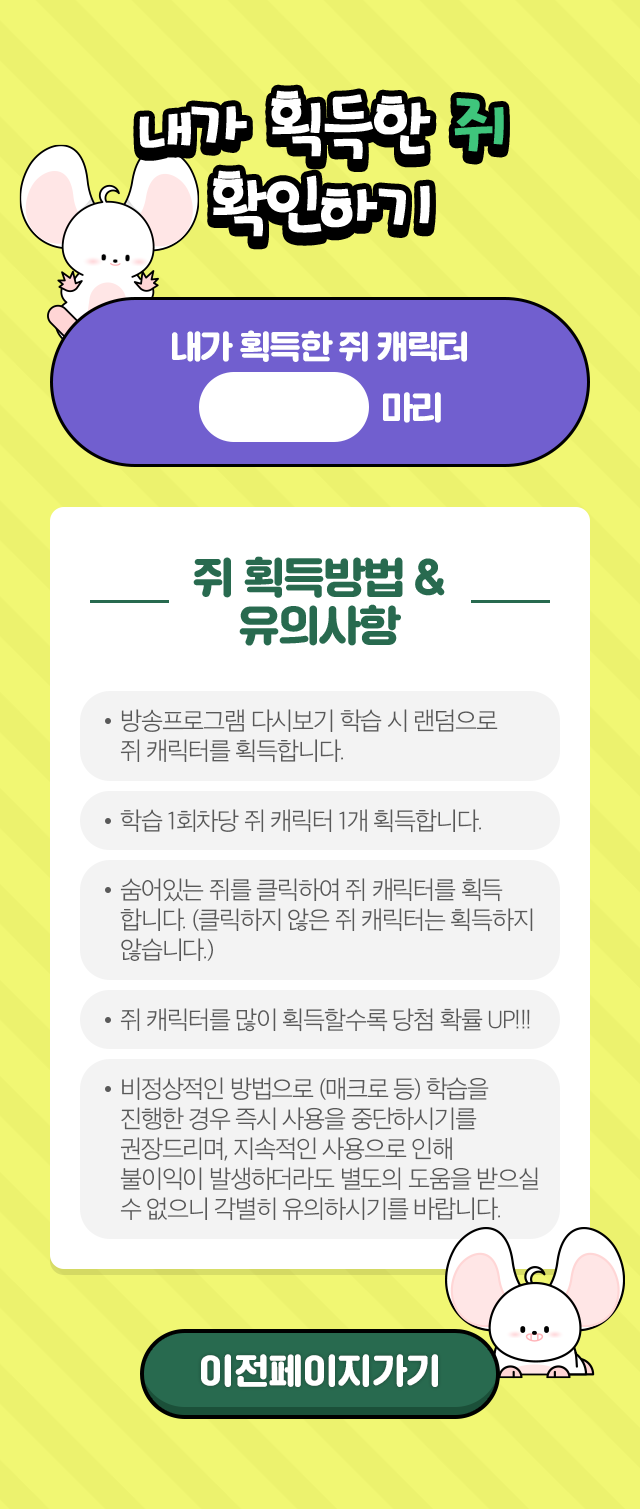 내가 획득한 쥐
확인하기
내가 획득한 쥐 캐릭터
마리
쥐 획득방법 &
유의사항
• 방송프로그램 다시보기 학습 시 랜덤으로
쥐 캐릭터를 획득합니다.
• 학습 1회차당 쥐 캐릭터 1개 획득합니다.
• 숨어있는 쥐를 클릭하여 쥐 캐릭터를 획득
합니다. (클릭하지 않은 쥐 캐릭터는 획득하지
않습니다.)
• 쥐 캐릭터를 많이 획득할수록 당첨 확률 UP!!!
• 비정상적인 방법으로 (매크로 등) 학습을
진행한 경우 즉시 사용을 중단하시기를
권장드리며, 지속적인 사용으로 인해
불이익이 발생하더라도 별도의 도움을 받으실
수 없으니 각별히 유의하시기를 바랍니다.
이전페이지가기